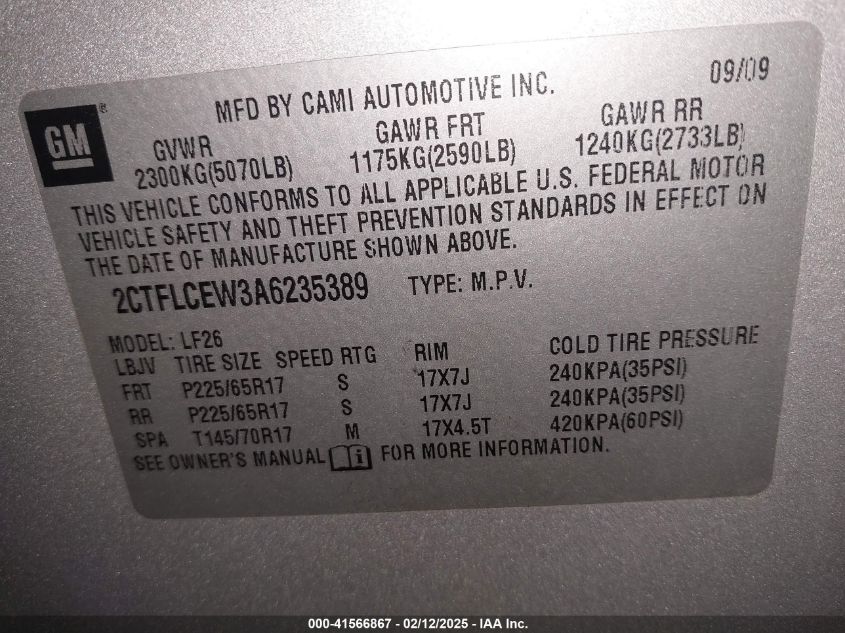 09/09
MFD BY CAMI AUTOMOTIVE INC.
GM®
GVWR GAWR FRT GAWR RR
2300KG(5070LB) 1175KG(2590LB) 1240KG(2733LB)
THIS VEHICLE CONFORMS TO ALL APPLICABLE U.S. FEDERAL MOTOR
VEHICLE SAFETY AND THEFT PREVENTION STANDARDS IN EFFECT ON
THE DATE OF MANUFACTURE SHOWN ABOVE.
2CTFLCEW3A6235389 TYPE: M.P.V.
MODEL: LF26
LBJV TIRE SIZE SPEED RTG RIM COLD TIRE PRESSURE
FRT P225/65R17 S 17X7J 240KPA(35PSI)
RR P225/65R17 S 17X7J 240KPA(35PSI)
SPA T145/70R17 M 17X4.5T 420KPA(60PSI)
SEE OWNER'S MANUAL i FOR MORE INFORMATION.
000-41566867 - 02/12/2025 - IAA Inc.